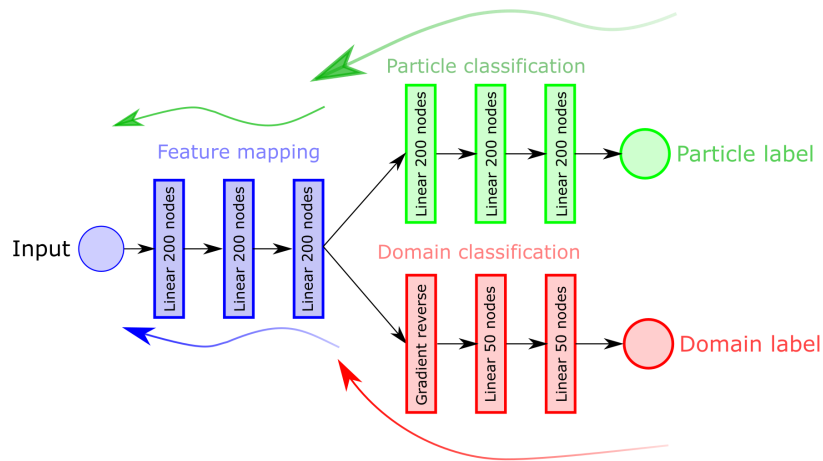 Particle classification
Linear 200 nodes
Linear 200 nodes
Linear 200 nodes
Particle label
Feature mapping
Input
Linear 200 nodes
Linear 200 nodes
Linear 200 nodes
Domain classification
Gradient reverse
Linear 50 nodes
Linear 50 nodes
Domain label